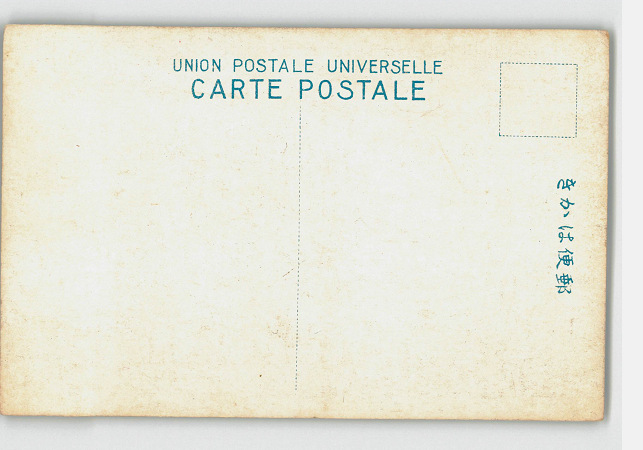 UNION POSTALE UNIVERSELLE
CARTE POSTALE
きかは便郵